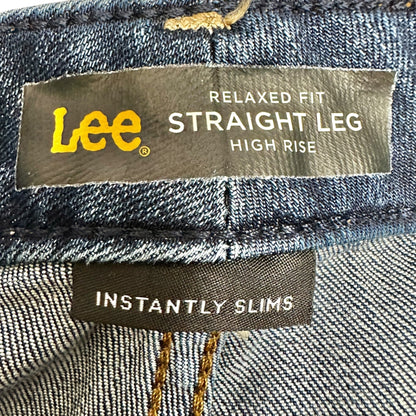 Lee®
RELAXED FIT
STRAIGHT LEG
HIGH RISE
INSTANTLY SLIMS